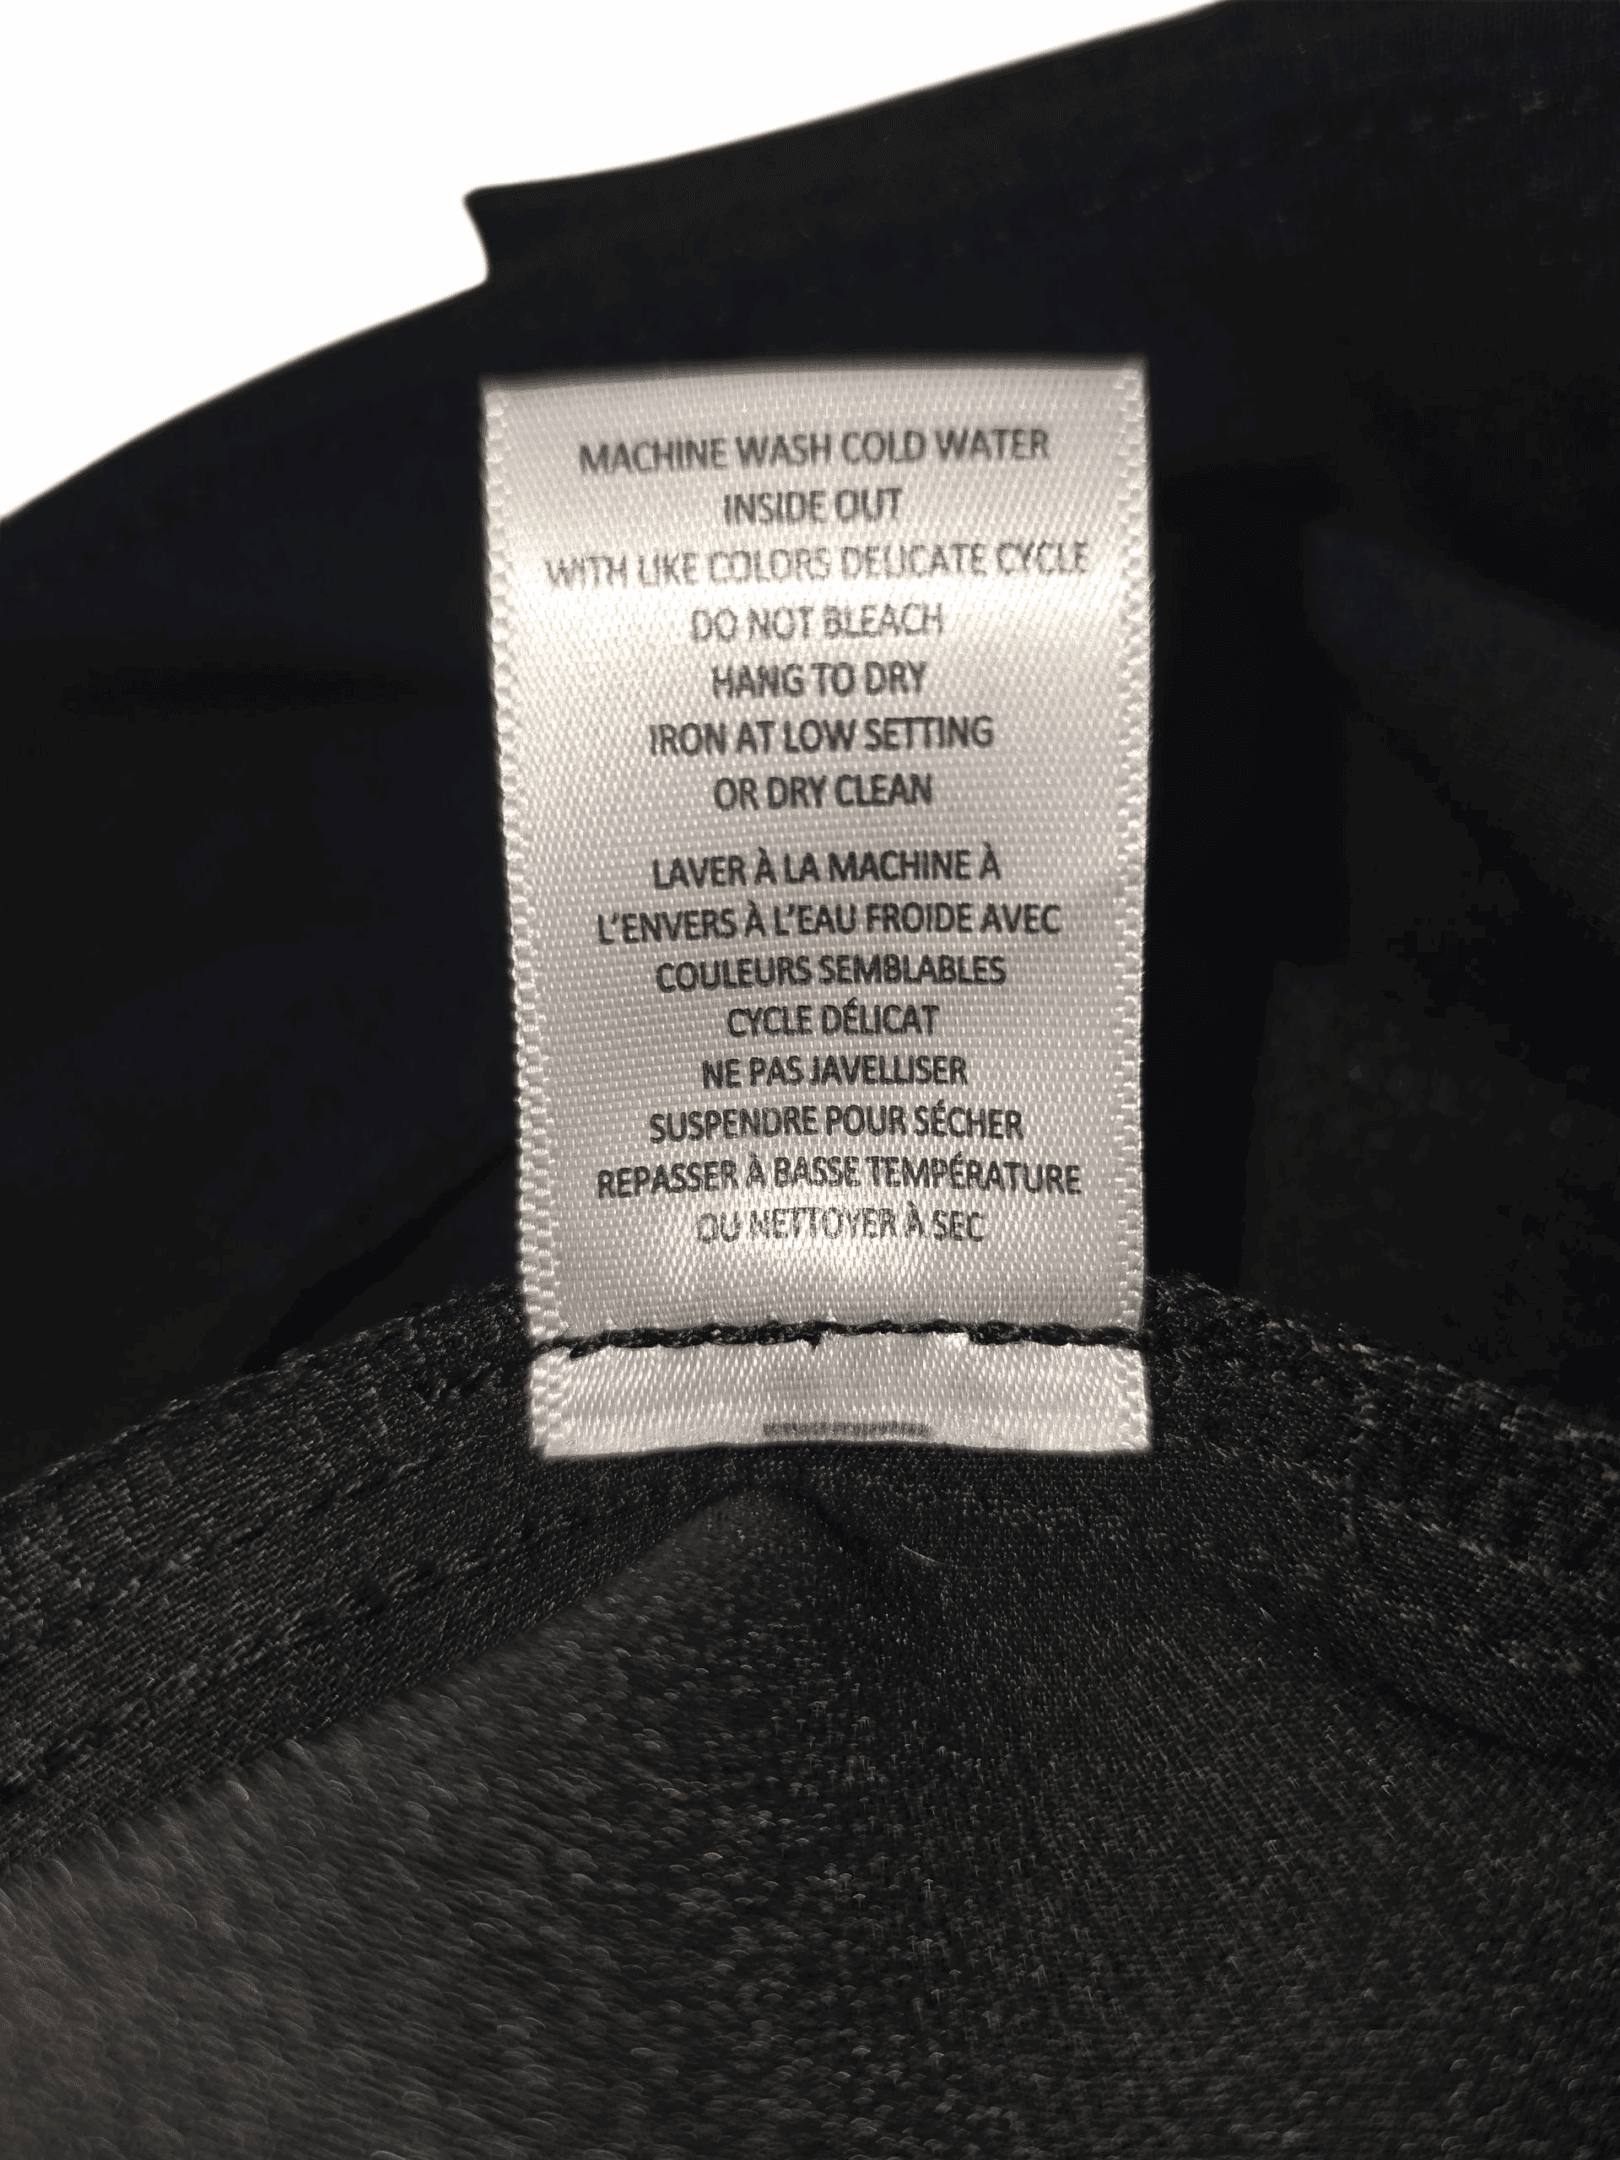 MACHINE WASH COLD WATER
INSIDE OUT
WITH LIKE COLORS DELICATE CYCLE
DO NOT BLEACH
HANG TO DRY
IRON AT LOW SETTING
OR DRY CLEAN
LAVER À LA MACHINE À
L'ENVERS À L'EAU FROIDE AVEC
COULEURS SEMBLABLES
CYCLE DÉLICAT
NE PAS JAVELLISER
SUSPENDRE POUR SÉCHER
REPASSER À BASSE TEMPÉRATURE
OU NETTOYER À SEC